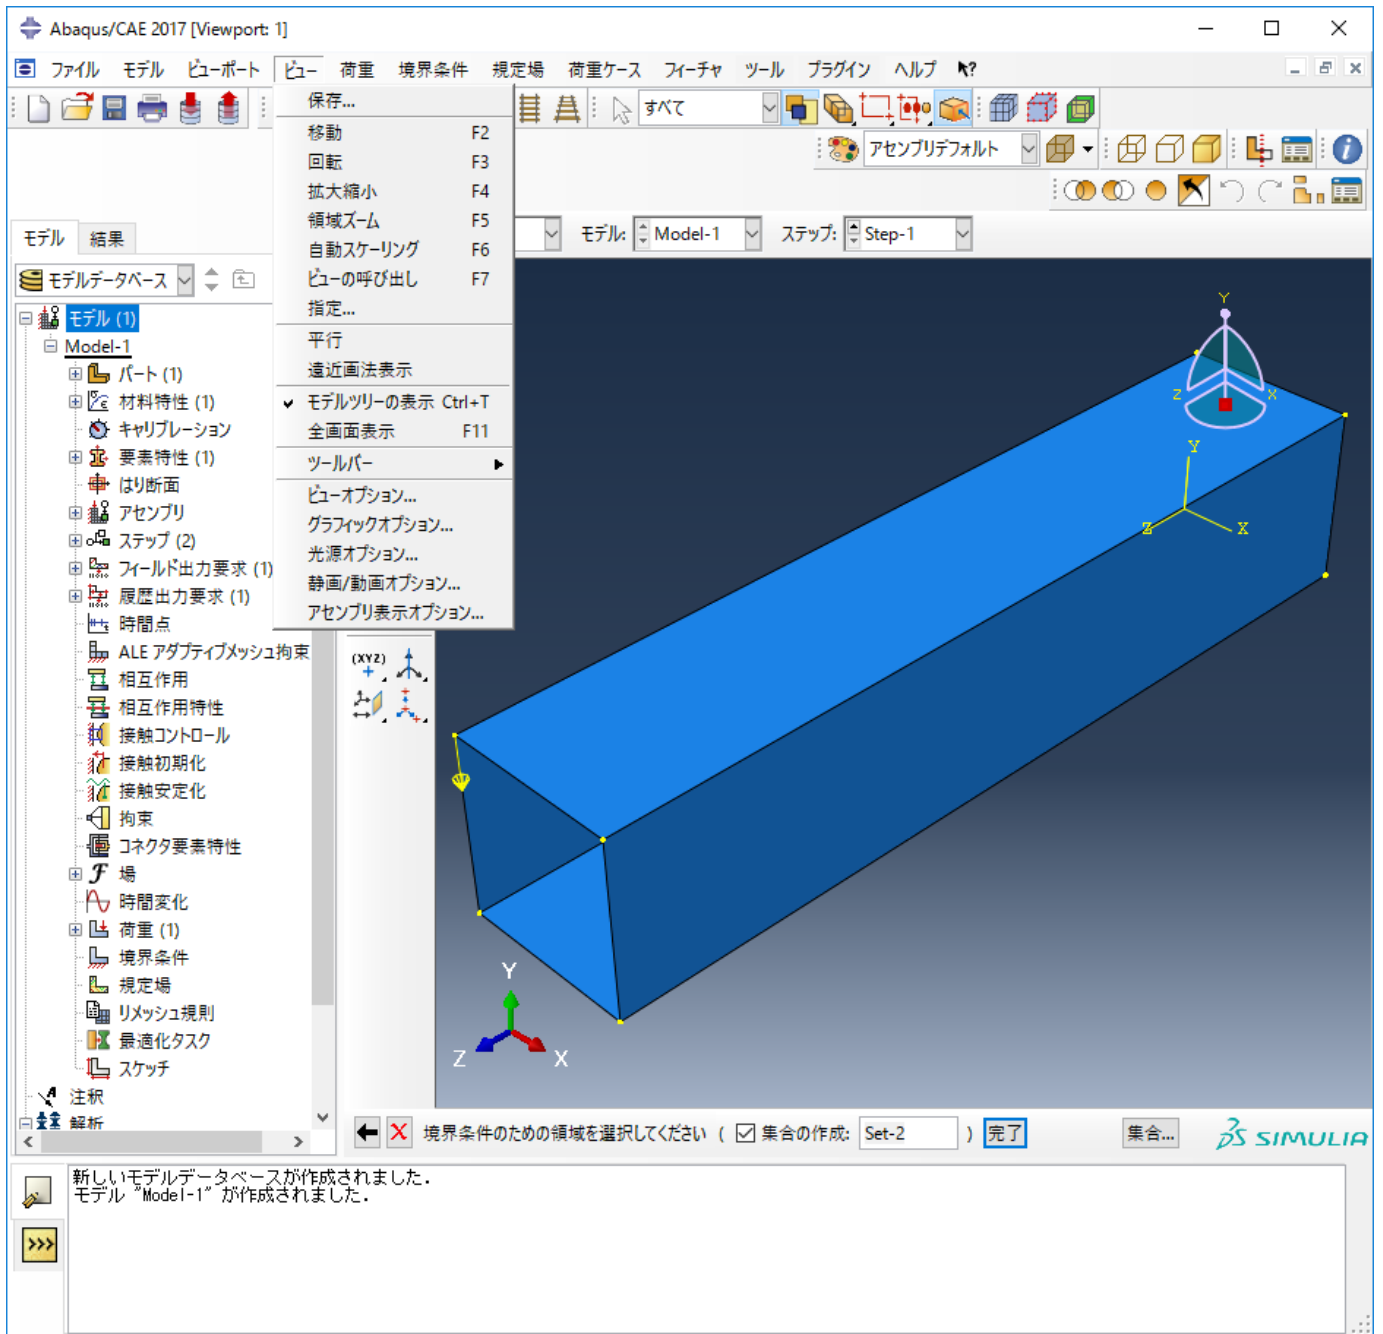 Abaqus/CAE 2017 [Viewport: 1]
ファイル モデル ビューポート ビュー 荷重 境界条件 規定場 荷重ケース フィーチャ ツール プラグイン ヘルプ
保存...
移動 F2
回転 F3
拡大縮小 F4
領域ズーム F5
自動スケーリング F6
ビューの呼び出し F7
指定...
平行
遠近画法表示
モデルツリーの表示 Ctrl+T
全画面表示 F11
ツールバー
ビューオプション...
グラフィックオプション...
光源オプション...
静画/動画オプション...
アセンブリ表示オプション...
すべて
アセンブリデフォルト
モデル: Model-1 ステップ: Step-1
モデル 結果
モデルデータベース
モデル (1)
Model-1
パート (1)
材料特性 (1)
キャリブレーション
要素特性 (1)
はり断面
アセンブリ
ステップ (2)
フィールド出力要求 (1)
履歴出力要求 (1)
時間点
ALE アダプティブメッシュ拘束
相互作用
相互作用特性
接触コントロール
接触初期化
接触安定化
拘束
コネクタ要素特性
場
時間変化
荷重 (1)
境界条件
規定場
リメッシュ規則
最適化タスク
スケッチ
注釈
解析
(XYZ)
Y
Z X
Y
Z X
Y
Z X
境界条件のための領域を選択してください ( 集合の作成: Set-2 ) 完了 集合...
SIMULIA
新しいモデルデータベースが作成されました.
モデル "Model-1" が作成されました.
>>>